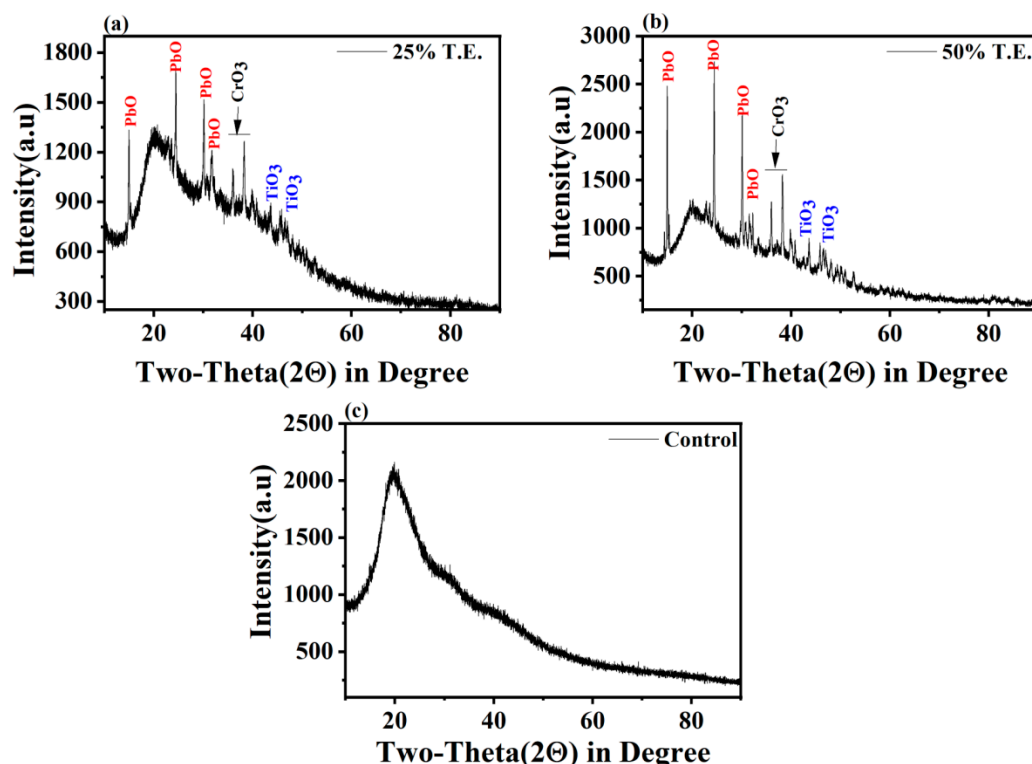 (a)
25% T.E.
PbO
PbO
PbO
PbO
CrO₃
TiO₃
TiO₃
1800
1500
1200
900
600
300
Intensity(a.u)
20 40 60 80
Two-Theta(2Θ) in Degree
(b)
50% T.E.
PbO
PbO
PbO
PbO
CrO₃
TiO₃
TiO₃
3000
2500
2000
1500
1000
500
Intensity(a.u)
20 40 60 80
Two-Theta(2Θ) in Degree
(c)
Control
2500
2000
1500
1000
500
Intensity(a.u)
20 40 60 80
Two-Theta(2Θ) in Degree